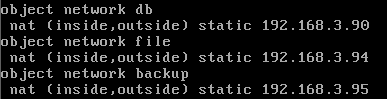 object network db
 nat (inside,outside) static 192.168.3.90
object network file
 nat (inside,outside) static 192.168.3.94
object network backup
 nat (inside,outside) static 192.168.3.95